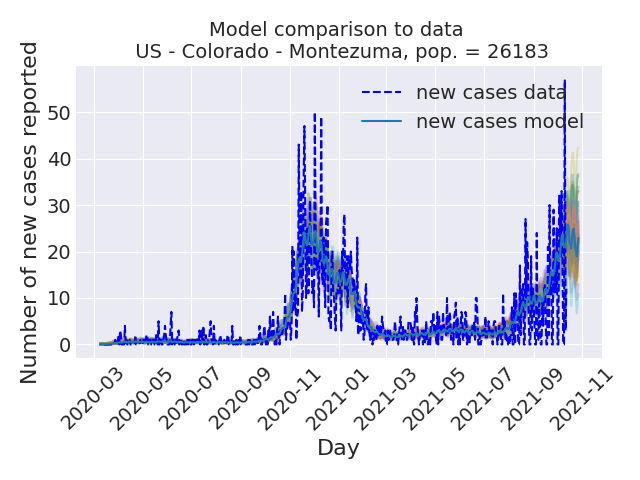 Model comparison to data
US - Colorado - Montezuma, pop. = 26183
new cases data
new cases model
Number of new cases reported
50
40
30
20
10
0
2020-03
2020-05
2020-07
2020-09
2020-11
2021-01
2021-03
2021-05
2021-07
2021-09
2021-11
Day